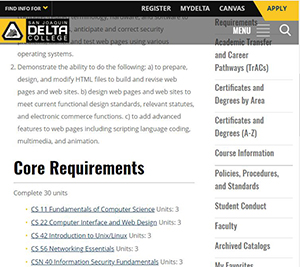 FIND INFO FOR REGISTER MYDELTA CANVAS APPLY
SAN JOAQUIN
DELTA
COLLEGE
MENU
technology, hardware, and software to
anticipate and correct security
and test web pages using various
operating systems.
2. Demonstrate the ability to do the following: a) to prepare,
design, and modify HTML files to build and revise web
pages and web sites. b) design web pages and web sites to
meet current functional design standards, relevant statutes,
and electronic commerce functions. c) to add advanced
features to web pages including scripting language coding,
multimedia, and animation.
Core Requirements
Complete 30 units
CS 11 Fundamentals of Computer Science Units: 3
CS 22 Computer Interface and Web Design Units: 3
CS 42 Introduction to Unix/Linux Units: 3
CS 56 Networking Essentials Units: 3
CSN 40 Information Security Fundamentals Units: 3
Requirements
Academic Transfer
and Career
Pathways (TrACs)
Certificates and
Degrees by Area
Certificates and
Degrees (A-Z)
Course Information
Policies, Procedures,
and Standards
Student Conduct
Faculty
Archived Catalogs
My Favorites